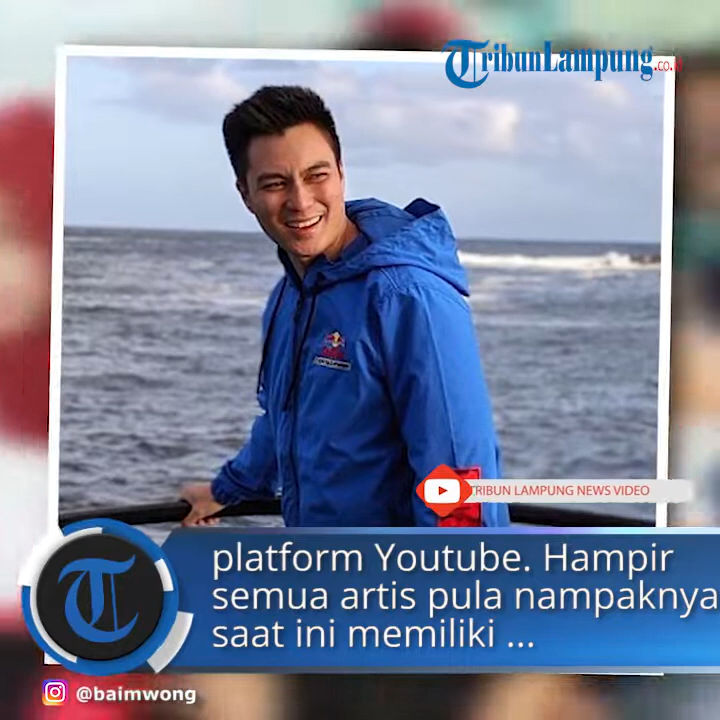 TribunLampung.co.id
TRIBUN LAMPUNG NEWS VIDEO
platform Youtube. Hampir
semua artis pula nampaknya
saat ini memiliki ...
@baimwong